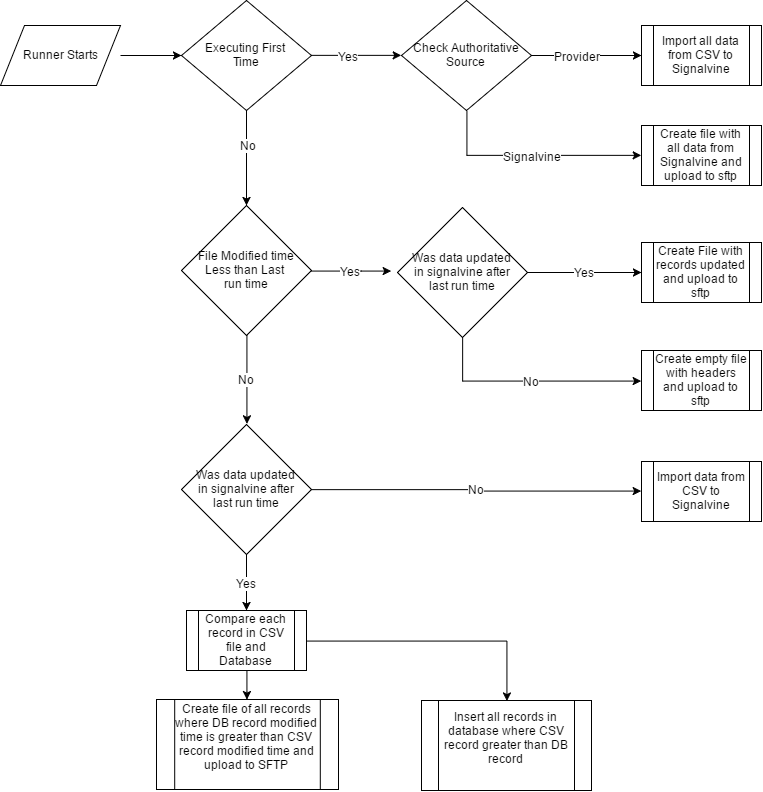 Runner Starts
Executing First
Time
Yes
Check Authoritative
Source
Provider
Import all data
from CSV to
Signalvine
No
Signalvine
Create file with
all data from
Signalvine and
upload to sftp
File Modified time
Less than Last
run time
Yes
Was data updated
in signalvine after
last run time
Yes
Create File with
records updated
and upload to
sftp
No
No
Create empty file
with headers
and upload to
sftp
Was data updated
in signalvine after
last run time
No
Import data from
CSV to
Signalvine
Yes
Compare each
record in CSV
file and
Database
Create file of all records
where DB record modified
time is greater than CSV
record modified time and
upload to SFTP
Insert all records in
database where CSV
record greater than DB
record